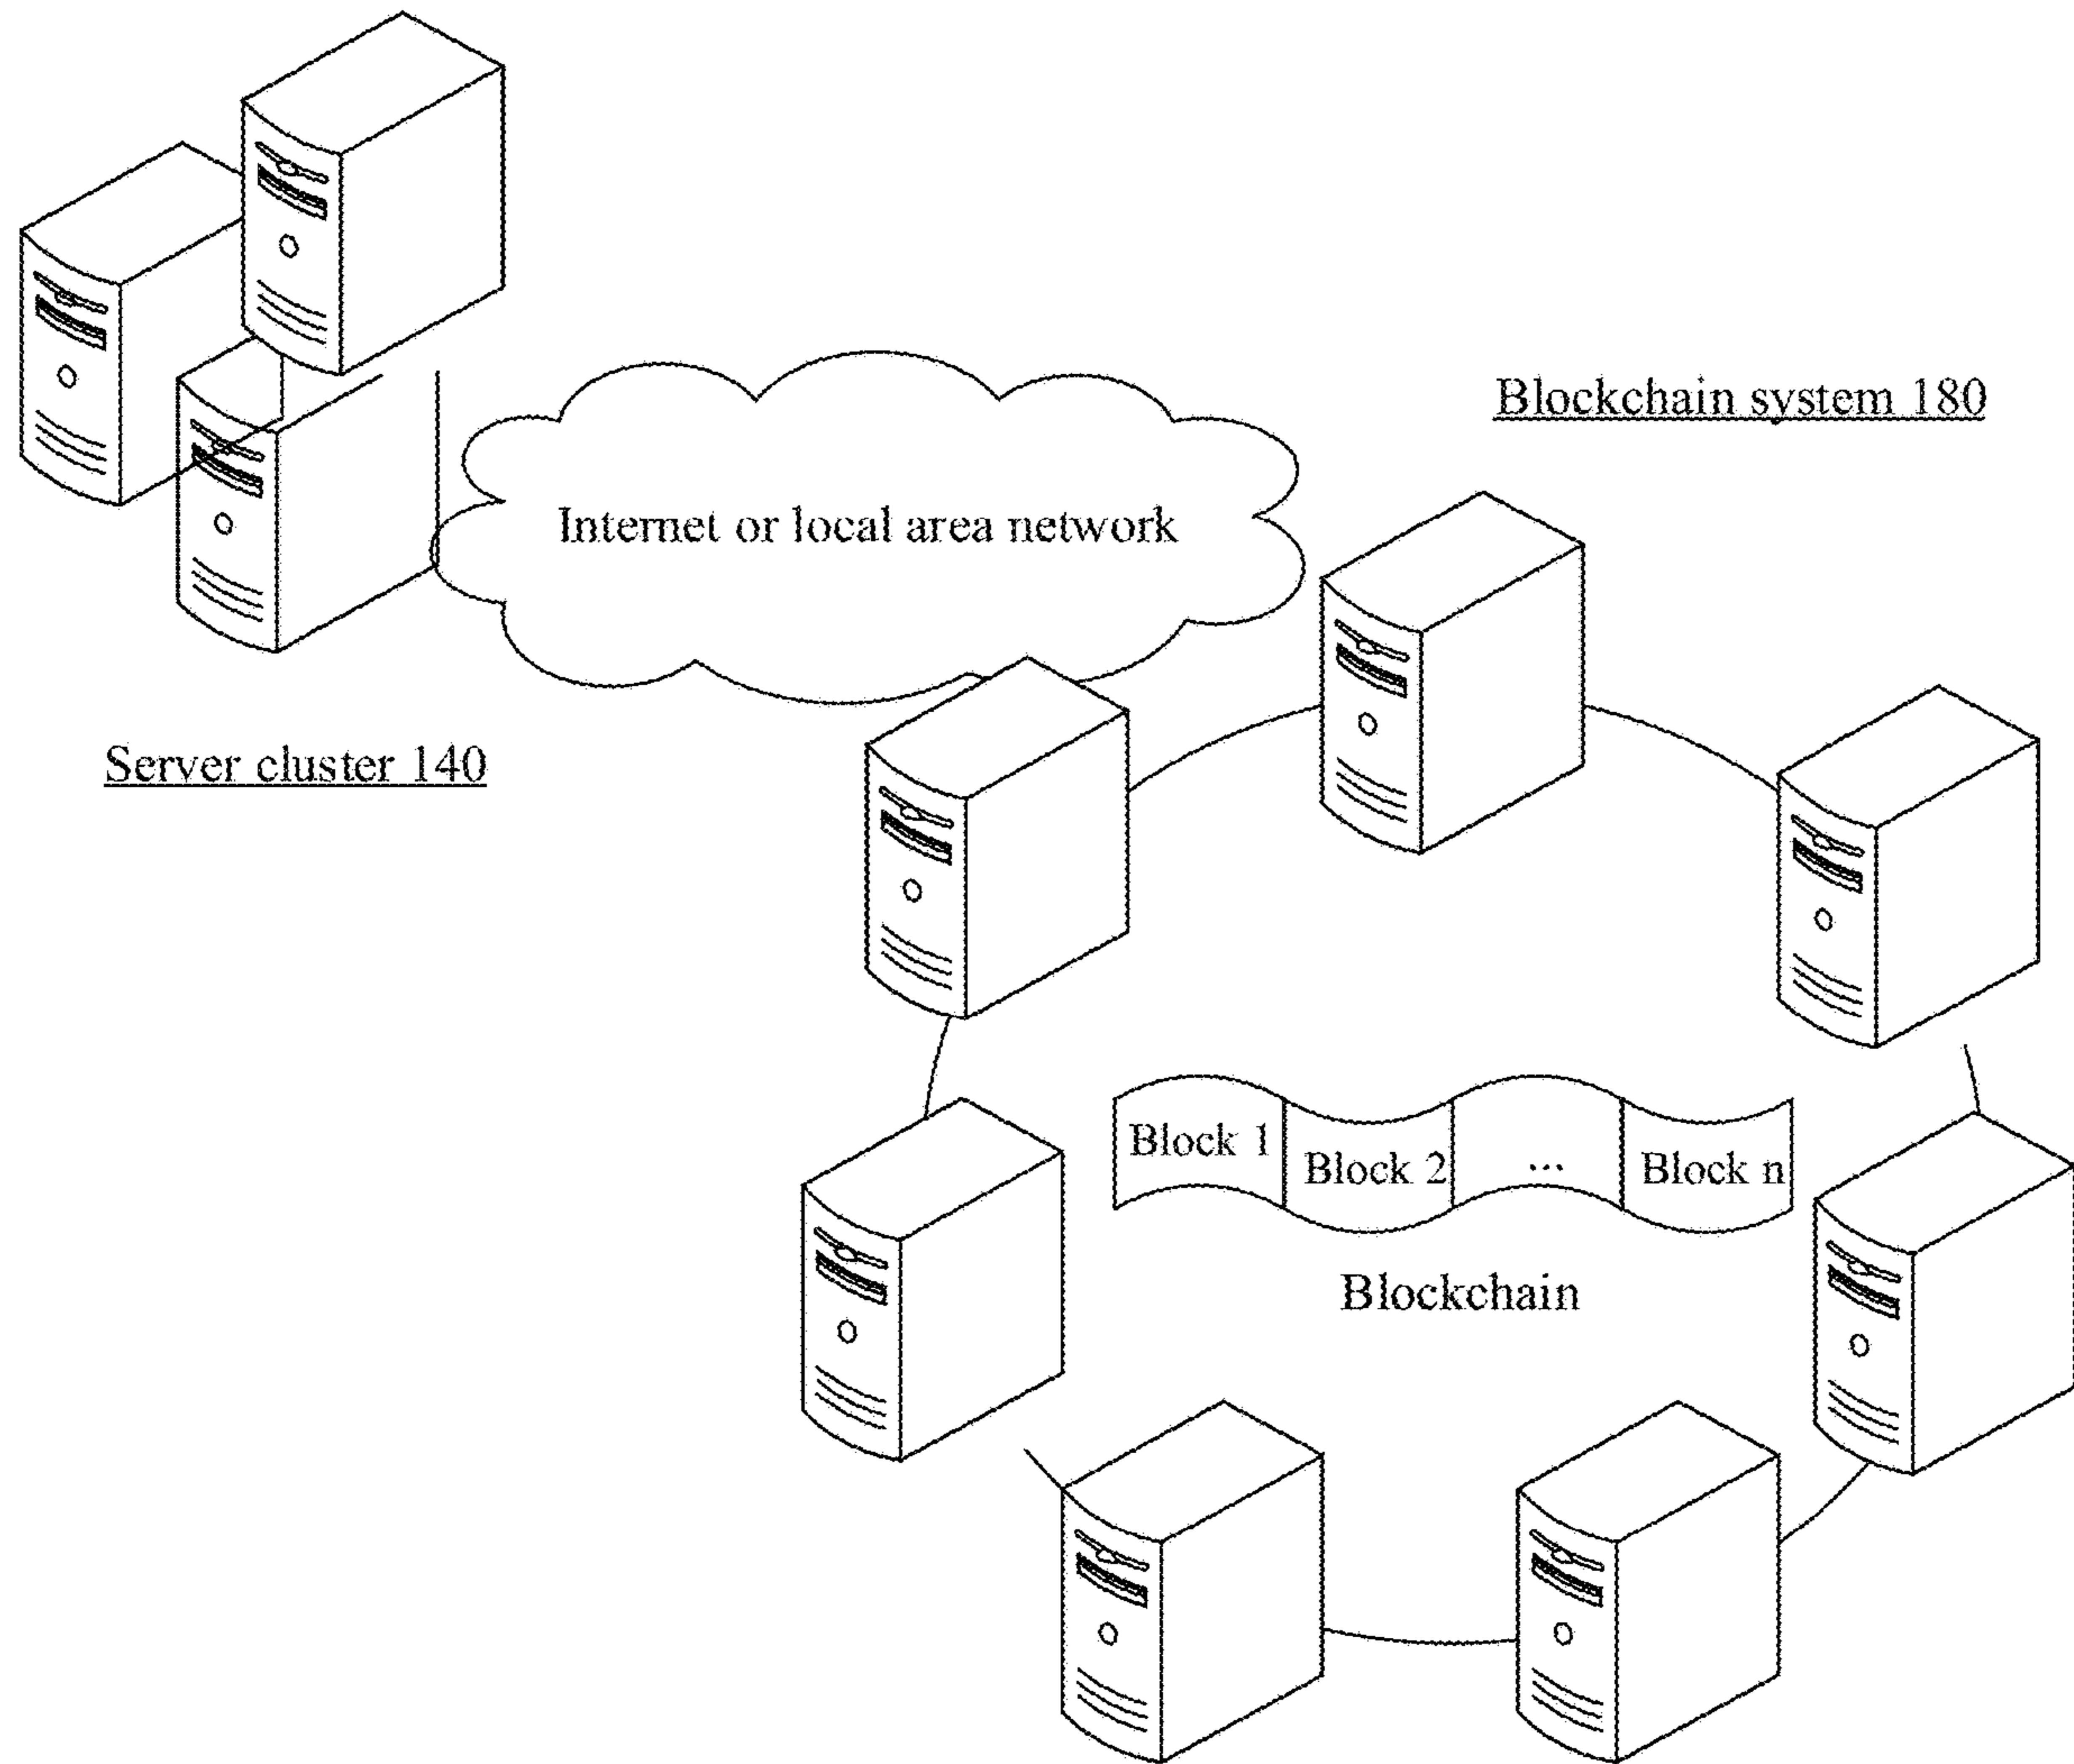 Blockchain system 180
Internet or local area network
Server cluster 140
Block 1
Block 2
...
Block n
Blockchain